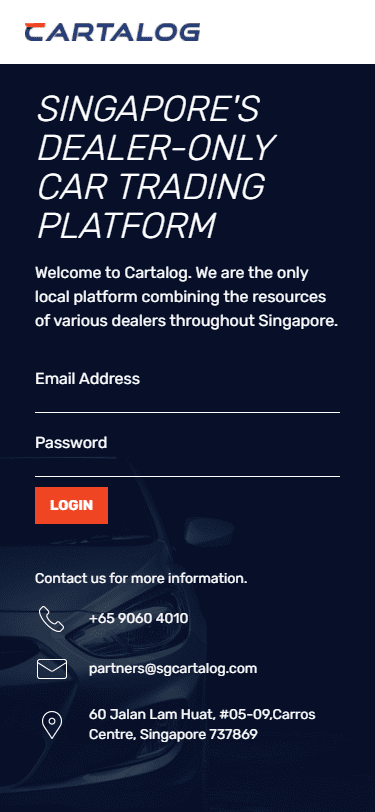 CARTALOG
SINGAPORE'S
DEALER-ONLY
CAR TRADING
PLATFORM
Welcome to Cartalog. We are the only
local platform combining the resources
of various dealers throughout Singapore.
Email Address
Password
LOGIN
Contact us for more information.
+65 9060 4010
partners@sgcartalog.com
60 Jalan Lam Huat, #05-09,Carros
Centre, Singapore 737869